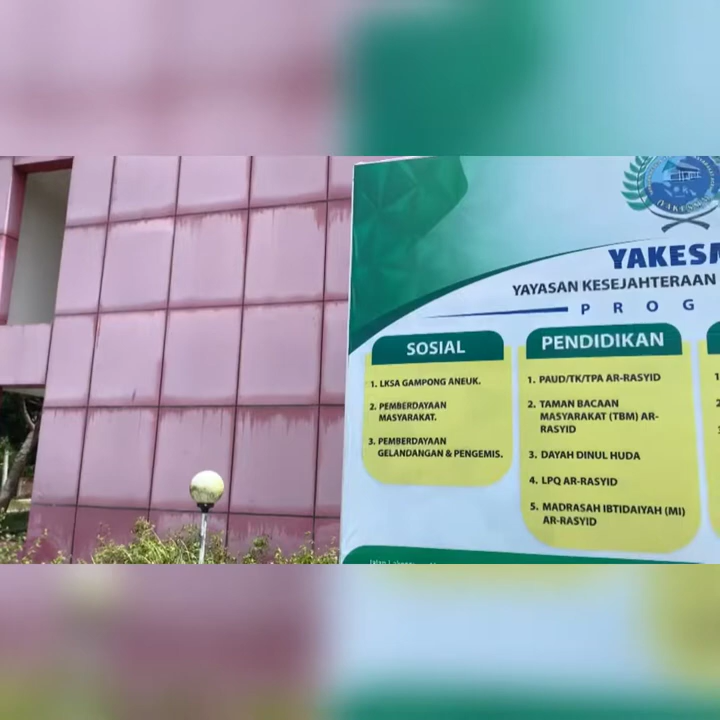 YAKESM
YAYASAN KESEJAHTERAAN
PROG
SOSIAL
1. LKSA GAMPONG ANEUK.
2. PEMBERDAYAAN
MASYARAKAT.
3. PEMBERDAYAAN
GELANDANGAN & PENGEMIS.
PENDIDIKAN
1. PAUD/TK/TPA AR-RASYID
2. TAMAN BACAAN
MASYARAKAT (TBM) AR-
RASYID
3. DAYAH DINUL HUDA
4. LPQ AR-RASYID
5. MADRASAH IBTIDAIYAH (MI)
AR-RASYID